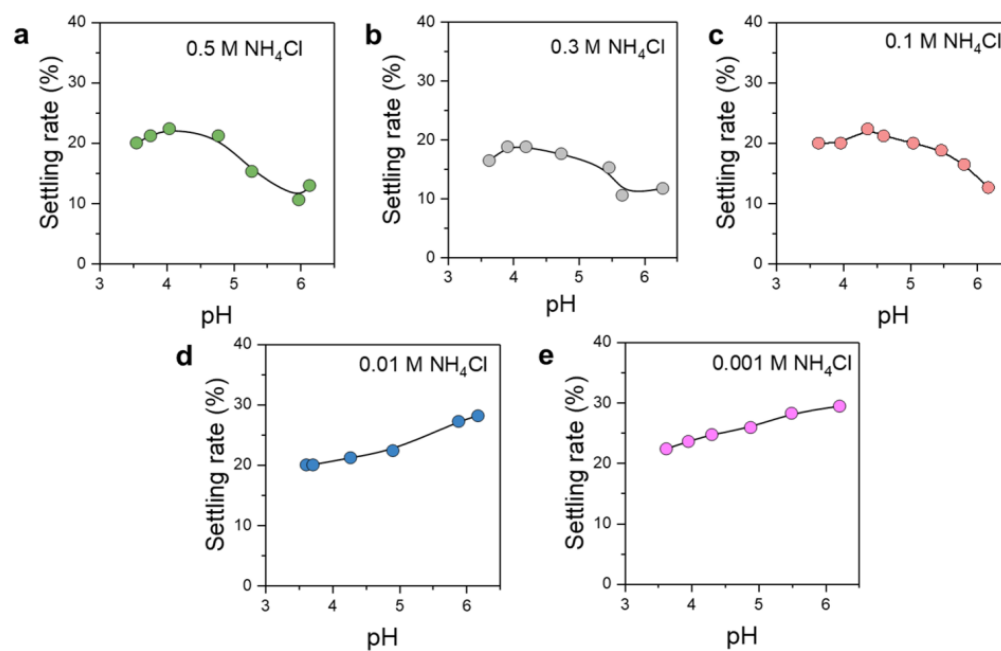 a
0.5 M NH₄Cl
Settling rate (%)
40
30
20
10
0
3 4 5 6
pH
b
0.3 M NH₄Cl
Settling rate (%)
40
30
20
10
0
3 4 5 6
pH
c
0.1 M NH₄Cl
Settling rate (%)
40
30
20
10
0
3 4 5 6
pH
d
0.01 M NH₄Cl
Settling rate (%)
40
30
20
10
0
3 4 5 6
pH
e
0.001 M NH₄Cl
Settling rate (%)
40
30
20
10
0
3 4 5 6
pH